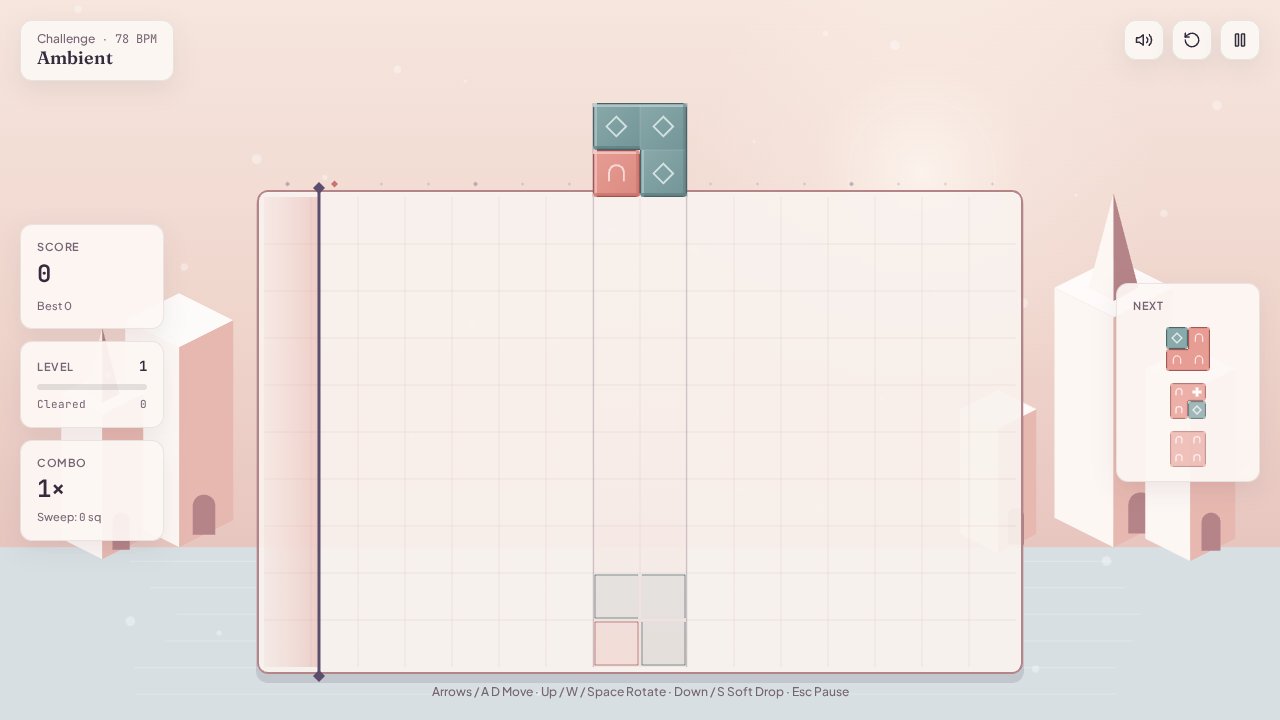 Challenge · 78 BPM
Ambient
SCORE
0
Best 0
LEVEL 1
Cleared 0
COMBO
1×
Sweep: 0 sq
NEXT
Arrows / A D Move · Up / W / Space Rotate · Down / S Soft Drop · Esc Pause